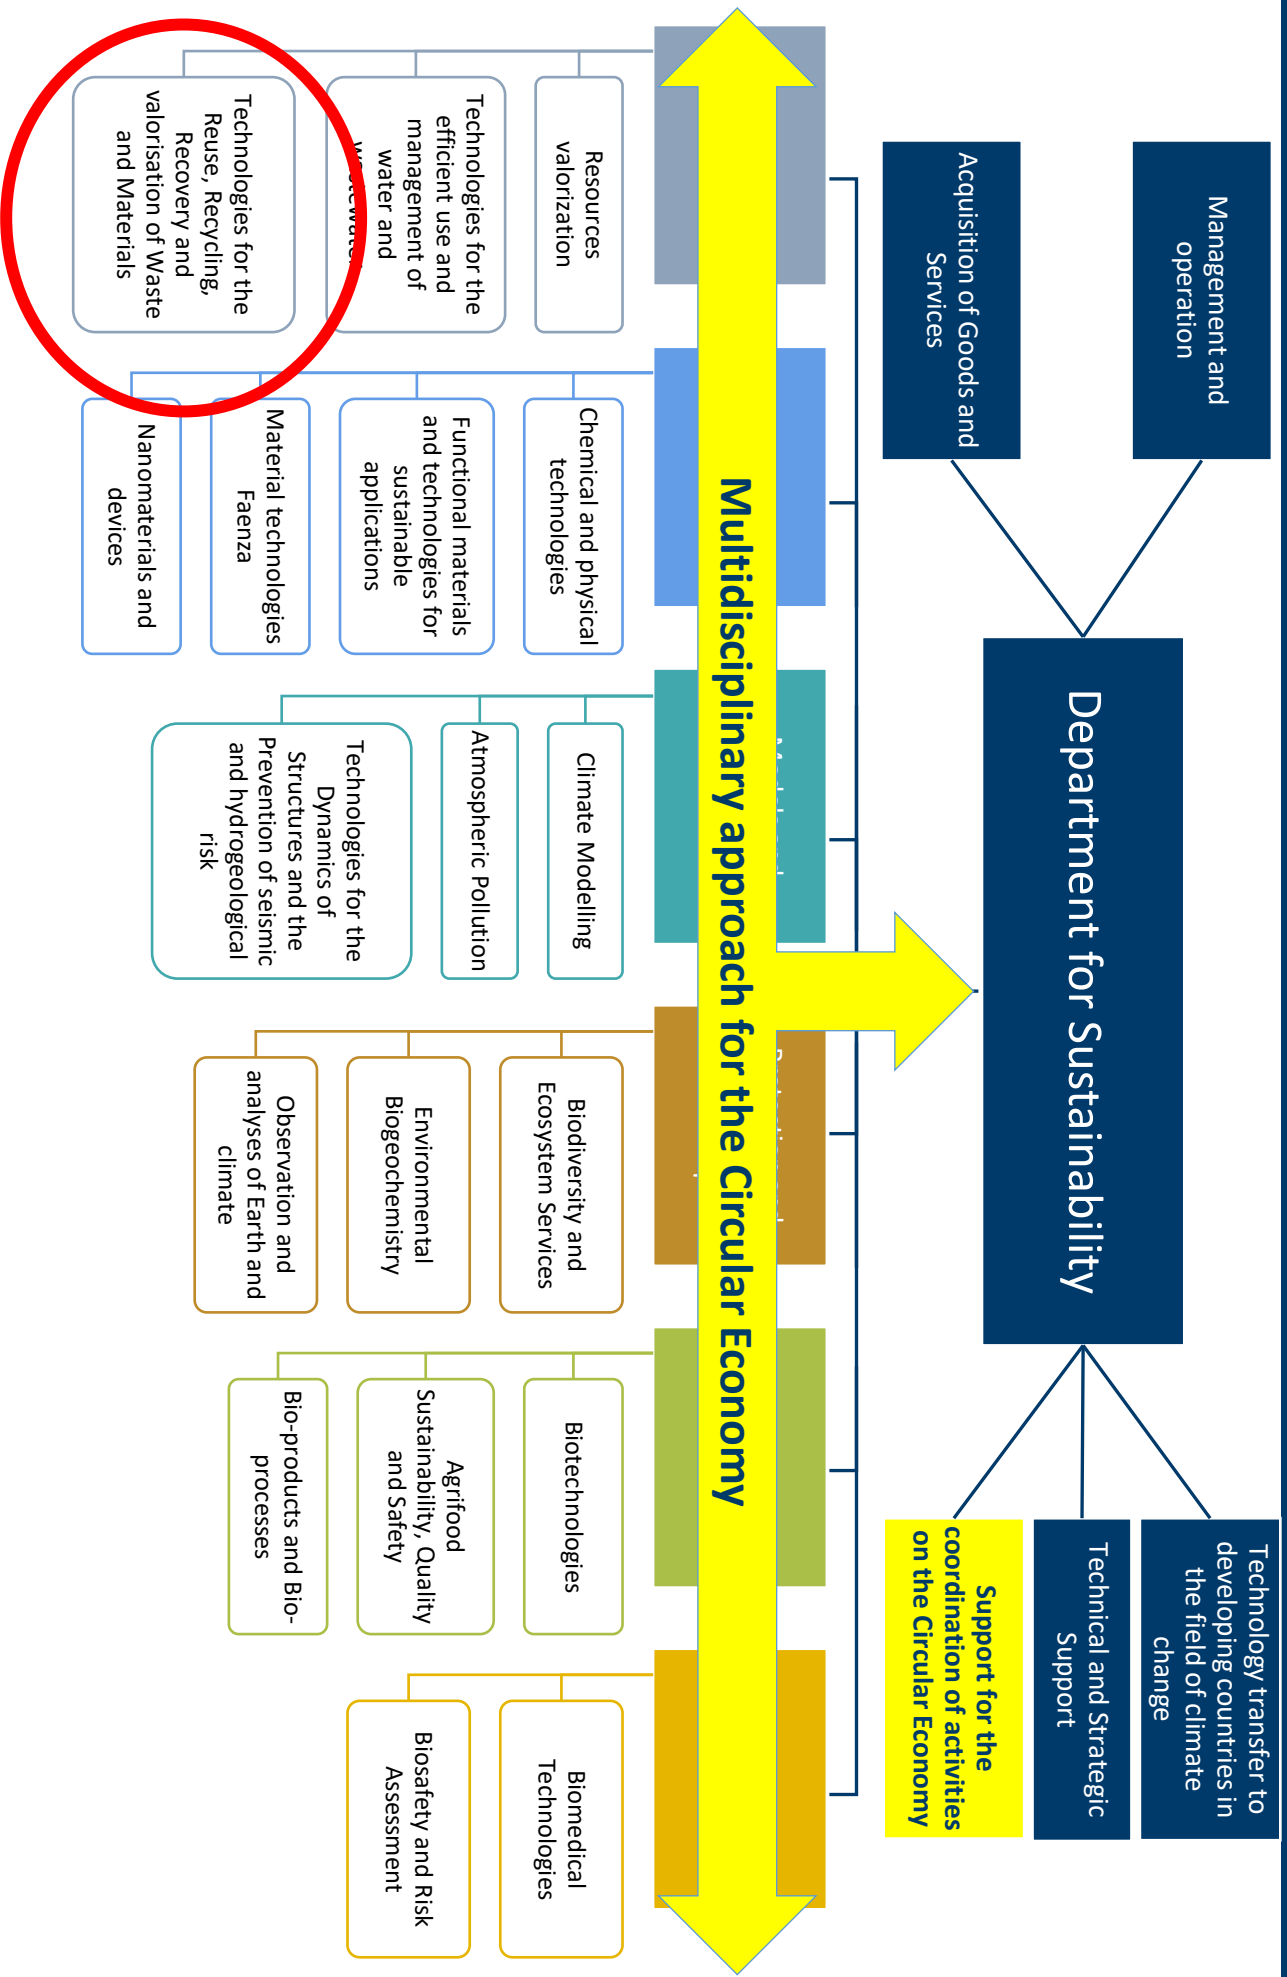 Department for Sustainability
Management and
operation
Acquisition of Goods and
Services
Technology transfer to
developing countries in
the field of climate
change
Technical and Strategic
Support
Support for the
coordination of activities
on the Circular Economy
Multidisciplinary approach for the Circular Economy
Resources
valorization
Technologies for the
efficient use and
management of
water and
wastewater
Technologies for the
Reuse, Recycling,
Recovery and
valorisation of Waste
and Materials
Chemical and physical
technologies
Functional materials
and technologies for
sustainable
applications
Material technologies
Faenza
Nanomaterials and
devices
Climate Modelling
Atmospheric Pollution
Technologies for the
Dynamics of
Structures and the
Prevention of seismic
and hydrogeological
risk
Biodiversity and
Ecosystem Services
Environmental
Biogeochemistry
Observation and
analyses of Earth and
climate
Biotechnologies
Agrifood
Sustainability, Quality
and Safety
Bio-products and Bio-
processes
Biomedical
Technologies
Biosafety and Risk
Assessment